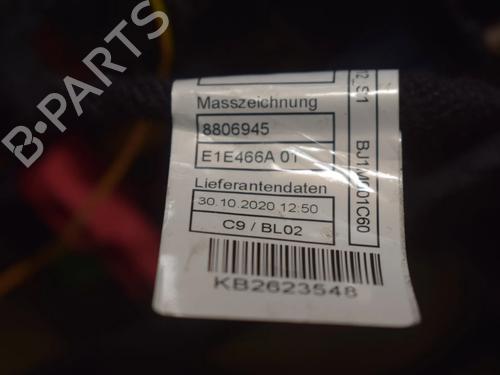 Masszeichnung
8806945
E1E466A 01
Lieferantendaten
30.10.2020 12:50
C9 / BL02
KB2623548
B-PARTS